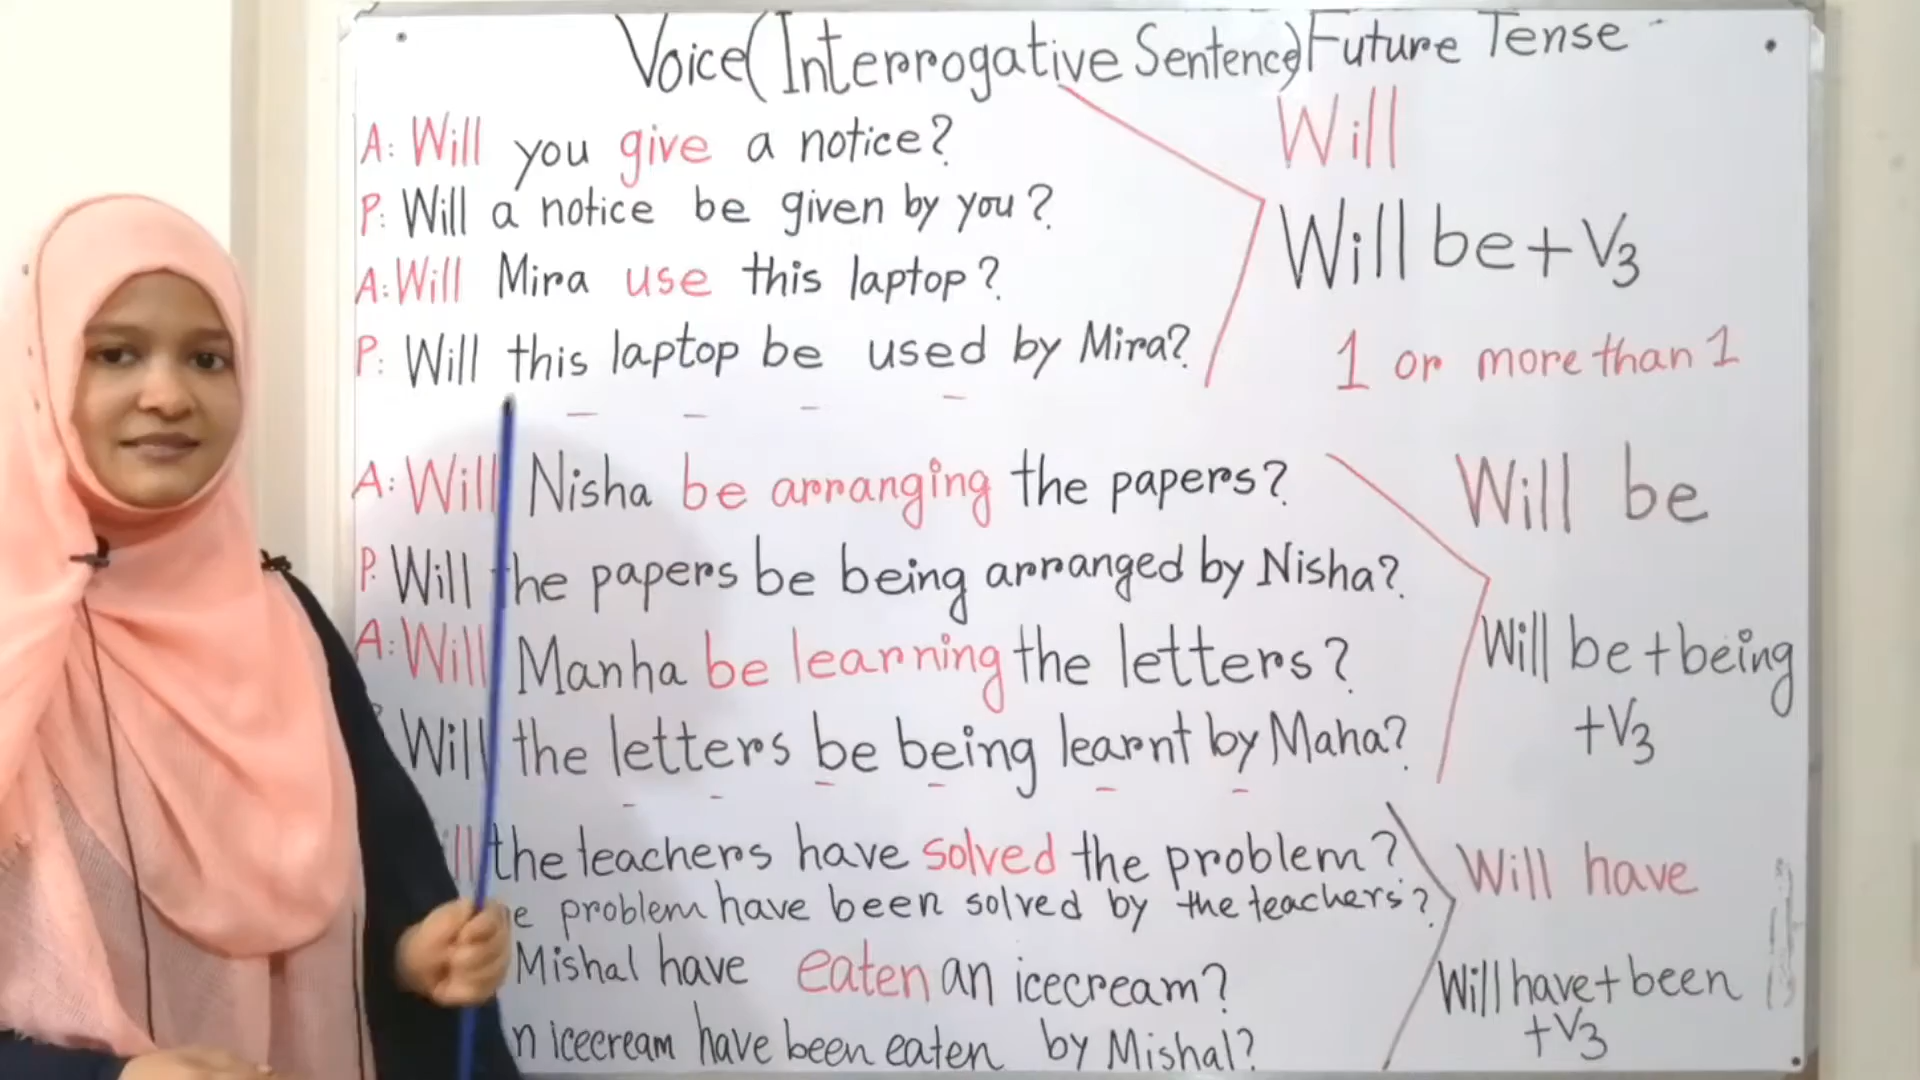 Voice (Interrogative Sentence) Future Tense
A: Will you give a notice?
P: Will a notice be given by you?
A: Will Mira use this laptop?
P: Will this laptop be used by Mira?
Will
Will be + V3
1 or more than 1
A: Will Nisha be arranging the papers?
P: Will the papers be being arranged by Nisha?
A: Will Manha be learning the letters?
Will the letters be being learnt by Maha?
Will be
Will be + being
+ V3
the teachers have solved the problem?
problem have been solved by the teachers?
Mishal have eaten an icecream?
icecream have been eaten by Mishal?
Will have
Will have + been
+ V3